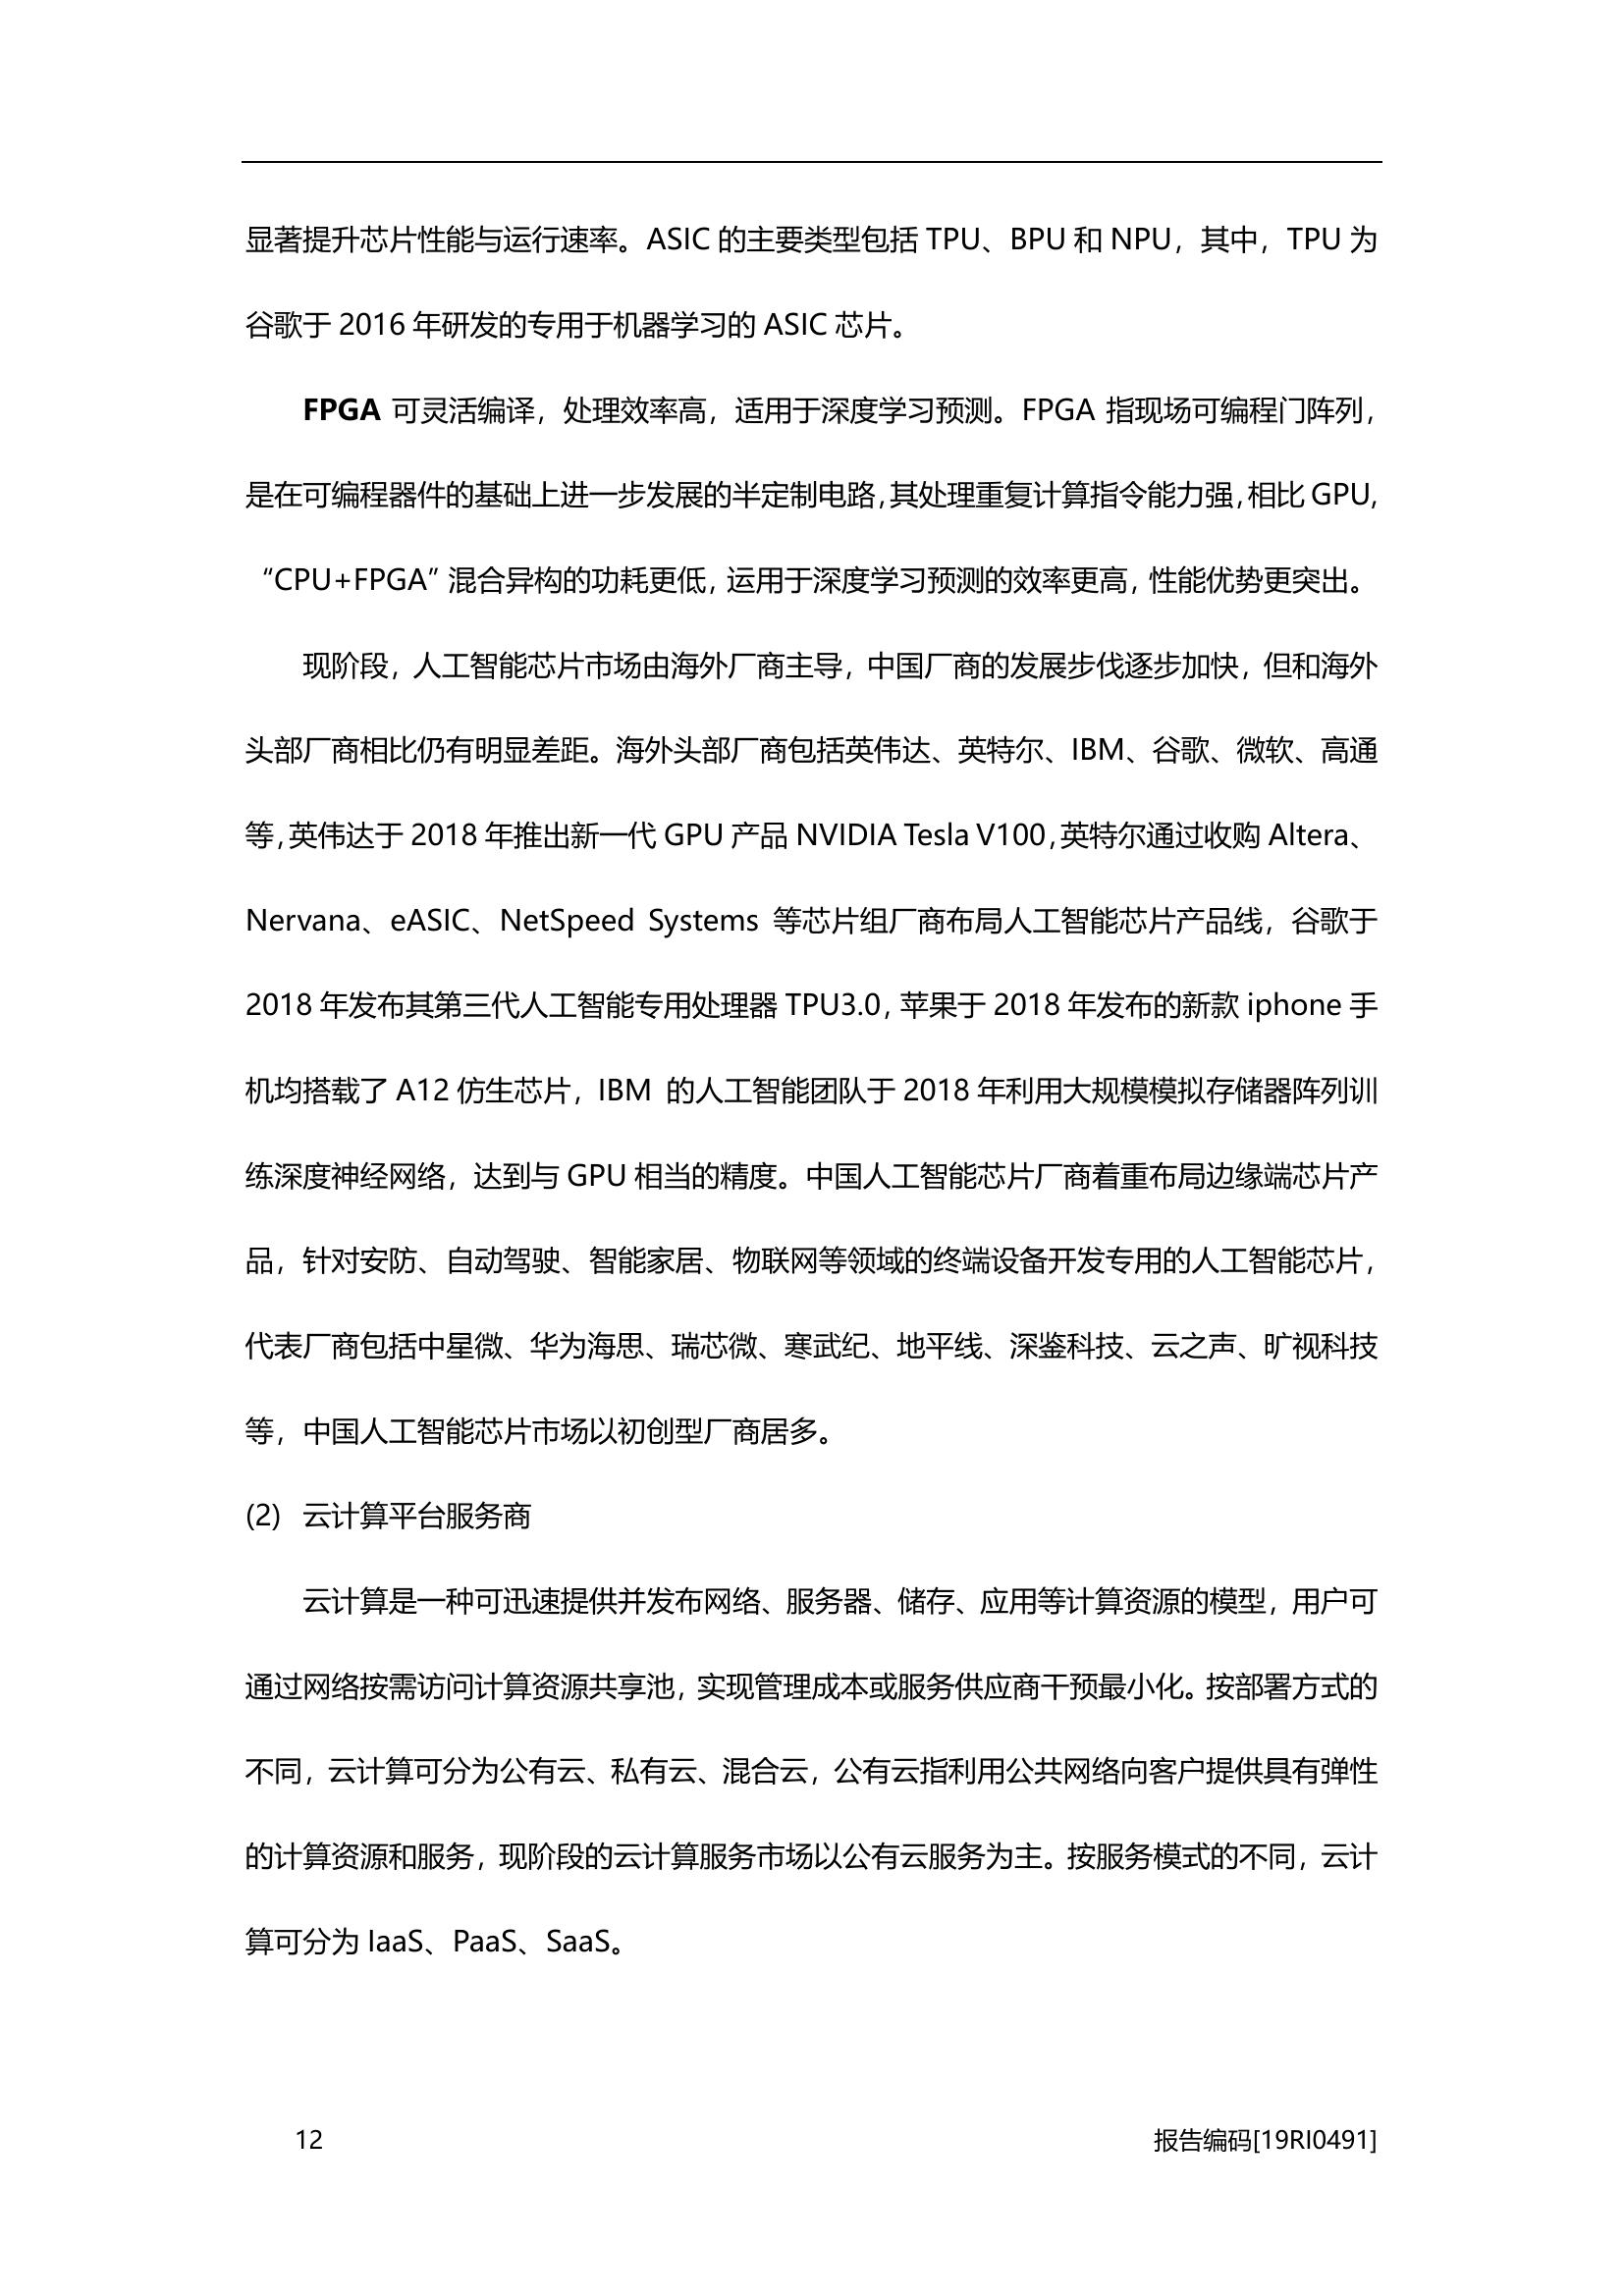 显著提升芯片性能与运行速率。ASIC 的主要类型包括 TPU、BPU 和 NPU，其中，TPU 为
谷歌于 2016 年研发的专用于机器学习的 ASIC 芯片。
FPGA 可灵活编译，处理效率高，适用于深度学习预测。FPGA 指现场可编程门阵列，
是在可编程器件的基础上进一步发展的半定制电路，其处理重复计算指令能力强，相比 GPU，
“CPU+FPGA”混合异构的功耗更低，运用于深度学习预测的效率更高，性能优势更突出。
现阶段，人工智能芯片市场由海外厂商主导，中国厂商的发展步伐逐步加快，但和海外
头部厂商相比仍有明显差距。海外头部厂商包括英伟达、英特尔、IBM、谷歌、微软、高通
等，英伟达于 2018 年推出新一代 GPU 产品 NVIDIA Tesla V100，英特尔通过收购 Altera、
Nervana、eASIC、NetSpeed Systems 等芯片组厂商布局人工智能芯片产品线，谷歌于
2018 年发布其第三代人工智能专用处理器 TPU3.0，苹果于 2018 年发布的新款 iphone 手
机均搭载了 A12 仿生芯片，IBM 的人工智能团队于 2018 年利用大规模模拟存储器阵列训
练深度神经网络，达到与 GPU 相当的精度。中国人工智能芯片厂商着重布局边缘端芯片产
品，针对安防、自动驾驶、智能家居、物联网等领域的终端设备开发专用的人工智能芯片，
代表厂商包括中星微、华为海思、瑞芯微、寒武纪、地平线、深鉴科技、云之声、旷视科技
等，中国人工智能芯片市场以初创型厂商居多。
(2) 云计算平台服务商
云计算是一种可迅速提供并发布网络、服务器、储存、应用等计算资源的模型，用户可
通过网络按需访问计算资源共享池，实现管理成本或服务供应商干预最小化。按部署方式的
不同，云计算可分为公有云、私有云、混合云，公有云指利用公共网络向客户提供具有弹性
的计算资源和服务，现阶段的云计算服务市场以公有云服务为主。按服务模式的不同，云计
算可分为 IaaS、PaaS、SaaS。
12 报告编码[19RI0491]